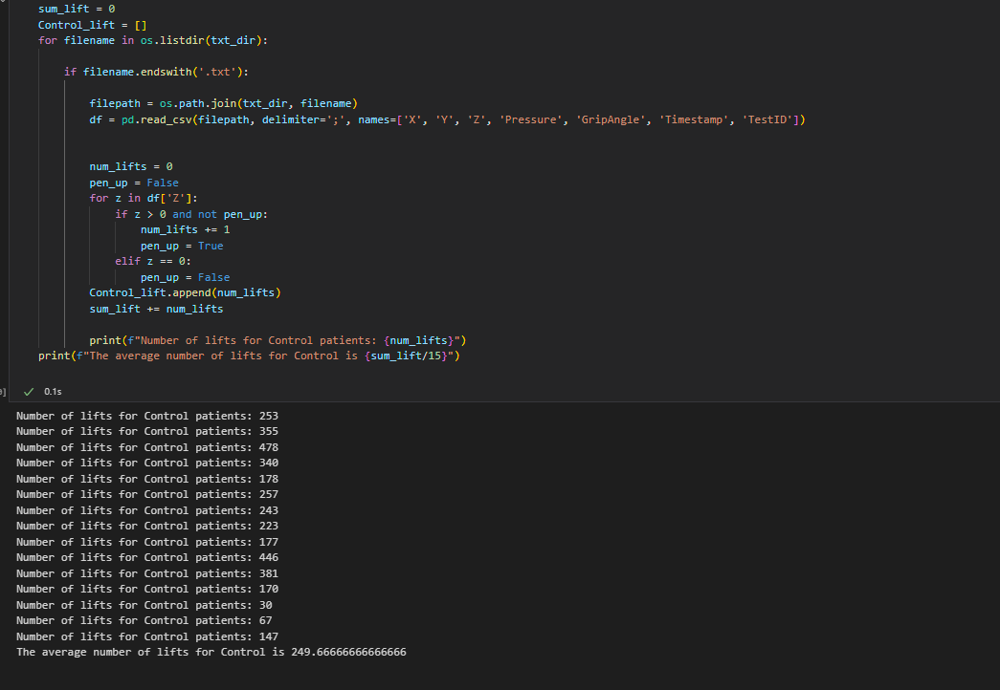 sum_lift = 0
Control_lift = []
for filename in os.listdir(txt_dir):
if filename.endswith('.txt'):
filepath = os.path.join(txt_dir, filename)
df = pd.read_csv(filepath, delimiter=';', names=['X', 'Y', 'Z', 'Pressure', 'GripAngle', 'Timestamp', 'TestID'])
num_lifts = 0
pen_up = False
for z in df['Z']:
if z > 0 and not pen_up:
num_lifts += 1
pen_up = True
elif z == 0:
pen_up = False
Control_lift.append(num_lifts)
sum_lift += num_lifts
print(f"Number of lifts for Control patients: {num_lifts}")
print(f"The average number of lifts for Control is {sum_lift/15}")
✓ 0.1s
Number of lifts for Control patients: 253
Number of lifts for Control patients: 355
Number of lifts for Control patients: 478
Number of lifts for Control patients: 340
Number of lifts for Control patients: 178
Number of lifts for Control patients: 257
Number of lifts for Control patients: 243
Number of lifts for Control patients: 223
Number of lifts for Control patients: 177
Number of lifts for Control patients: 446
Number of lifts for Control patients: 381
Number of lifts for Control patients: 170
Number of lifts for Control patients: 30
Number of lifts for Control patients: 67
Number of lifts for Control patients: 147
The average number of lifts for Control is 249.66666666666666